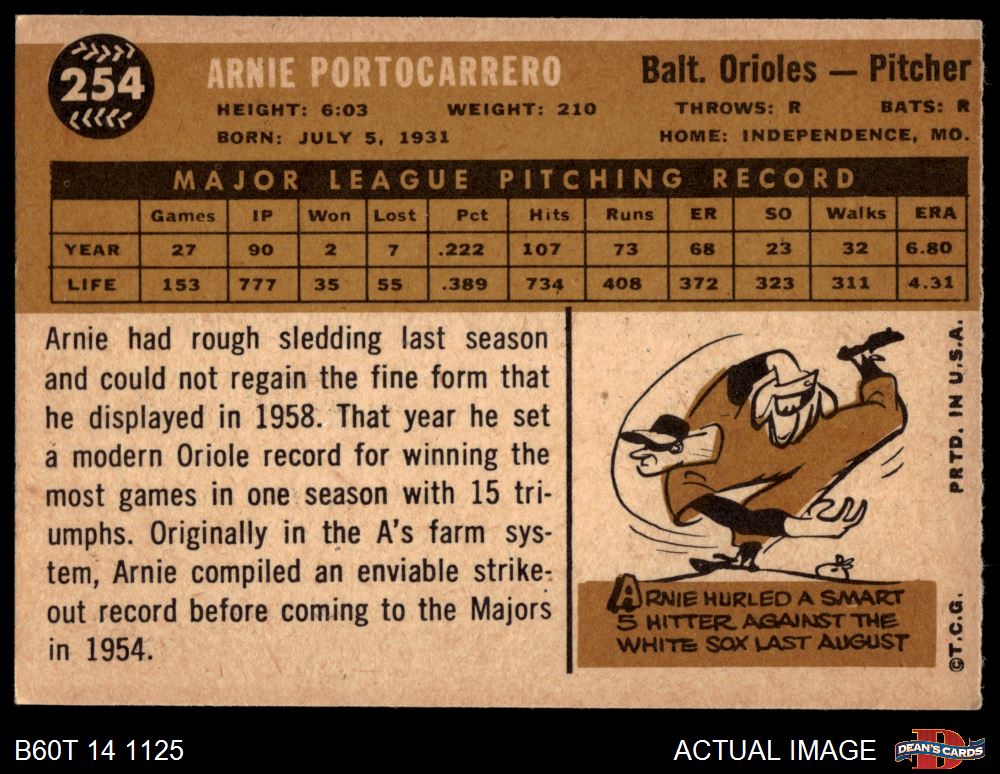 254
ARNIE PORTOCARRERO
Balt. Orioles — Pitcher
HEIGHT: 6:03 WEIGHT: 210 THROWS: R BATS: R
BORN: JULY 5, 1931 HOME: INDEPENDENCE, MO.
MAJOR LEAGUE PITCHING RECORD
Games IP Won Lost Pct Hits Runs ER SO Walks ERA
YEAR 27 90 2 7 .222 107 73 68 23 32 6.80
LIFE 153 777 35 55 .389 734 408 372 323 311 4.31
Arnie had rough sledding last season
and could not regain the fine form that
he displayed in 1958. That year he set
a modern Oriole record for winning the
most games in one season with 15 tri-
umphs. Originally in the A's farm sys-
tem, Arnie compiled an enviable strike-
out record before coming to the Majors
in 1954.
ARNIE HURLED A SMART
5 HITTER AGAINST THE
WHITE SOX LAST AUGUST
©T.C.G. PRTD. IN U.S.A.
B60T 14 1125
ACTUAL IMAGE
D
DEAN'S CARDS